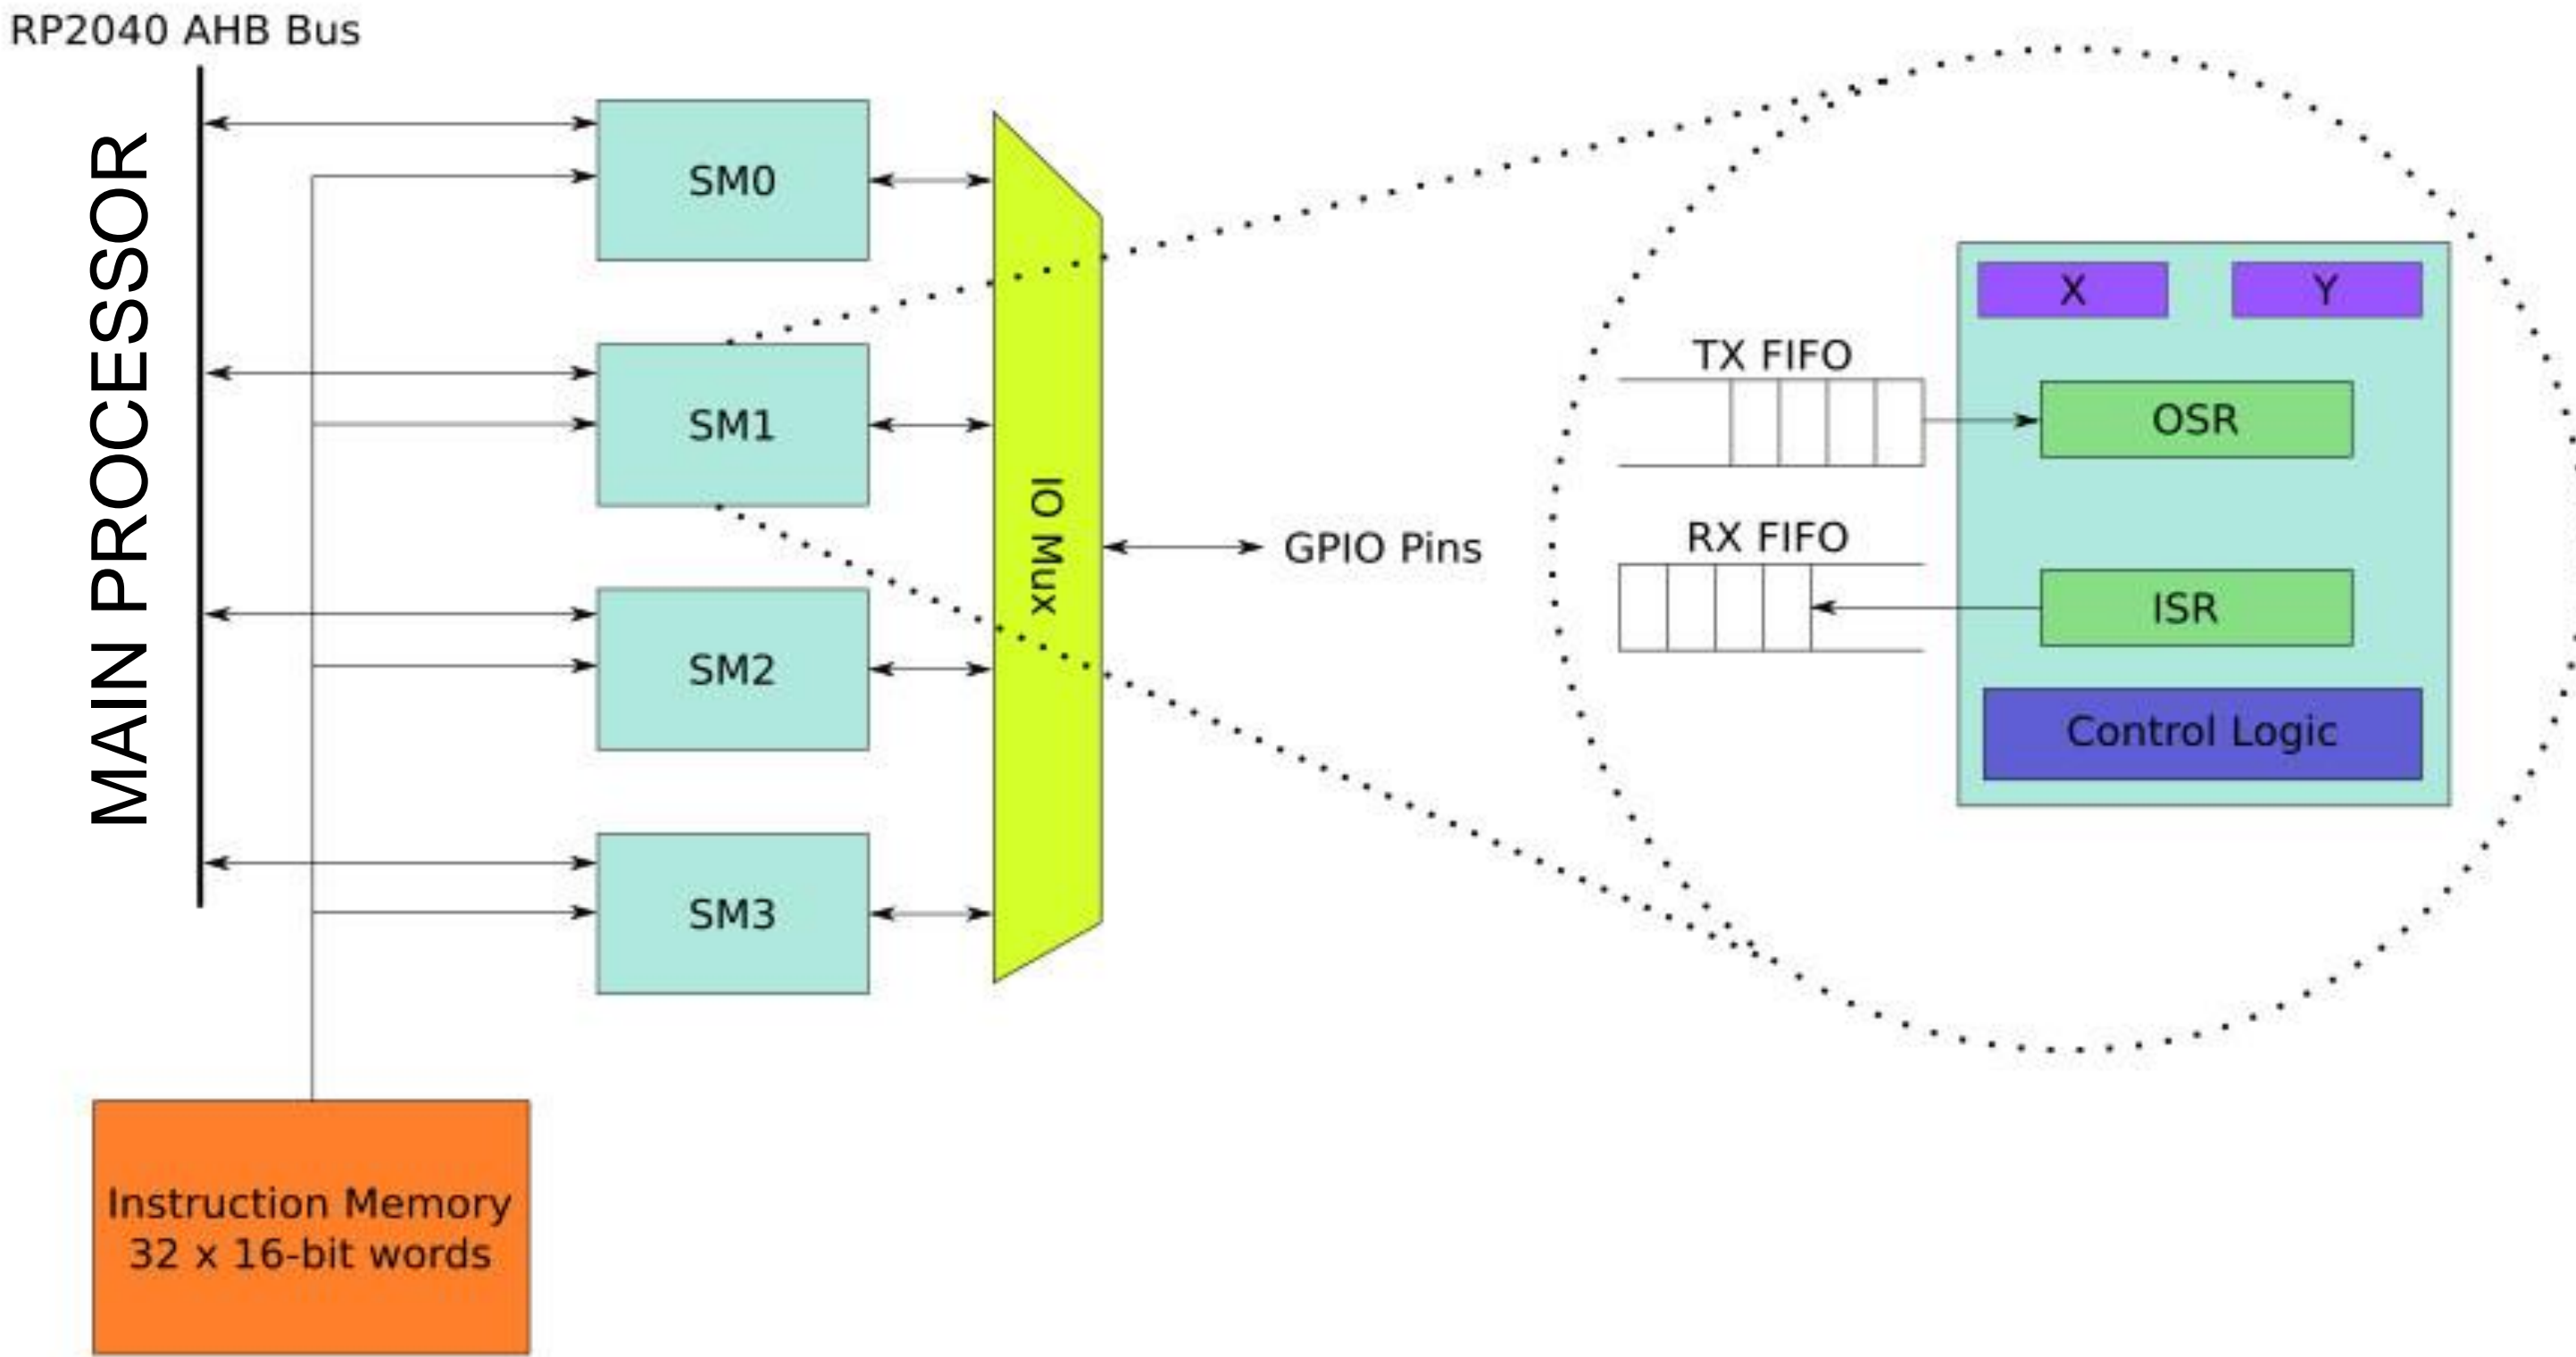 RP2040 AHB Bus
MAIN PROCESSOR
SM0
SM1
SM2
SM3
IO Mux
GPIO Pins
X
Y
TX FIFO
OSR
RX FIFO
ISR
Control Logic
Instruction Memory
32 x 16-bit words